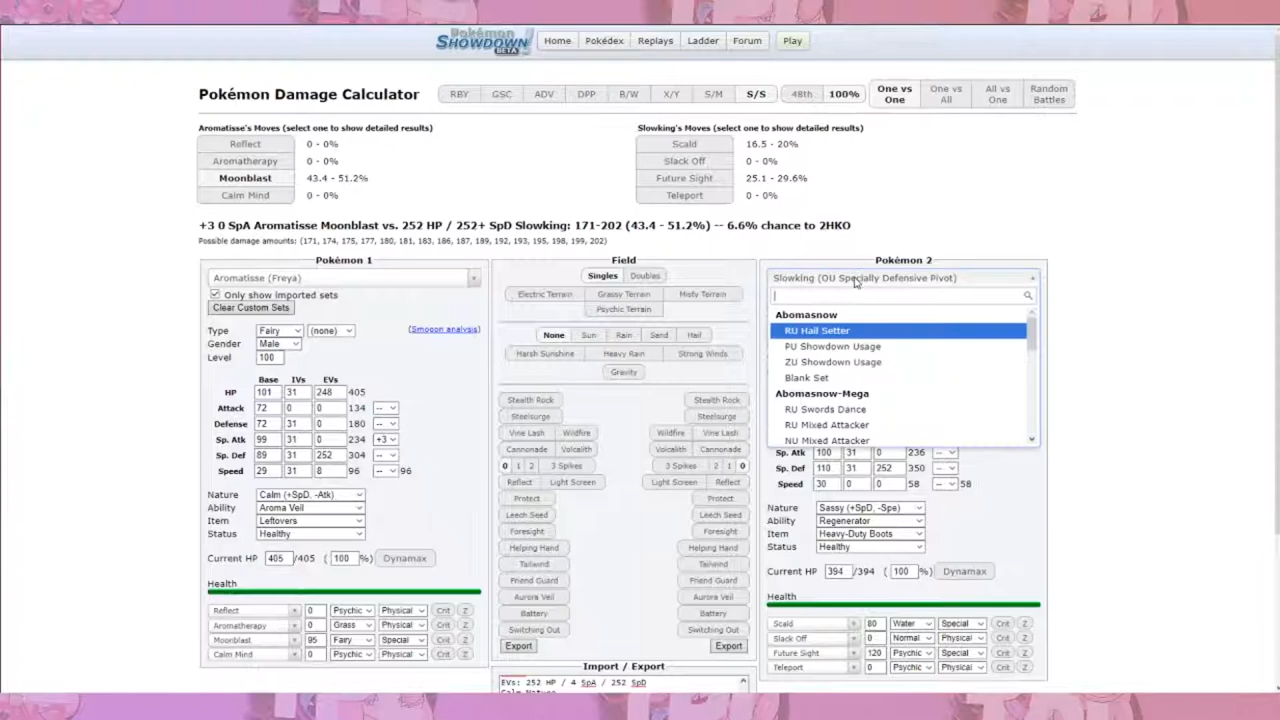 Pokémon
SHOWDOWN! BETA
Home Pokédex Replays Ladder Forum Play
Pokémon Damage Calculator
RBY GSC ADV DPP B/W X/Y S/M S/S 48th 100% One vs One One vs All All vs One Random Battles
Aromatisse's Moves (select one to show detailed results)
Reflect 0 - 0%
Aromatherapy 0 - 0%
Moonblast 43.4 - 51.2%
Calm Mind 0 - 0%
Slowking's Moves (select one to show detailed results)
Scald 16.5 - 20%
Slack Off 0 - 0%
Future Sight 25.1 - 29.6%
Teleport 0 - 0%
+3 0 SpA Aromatisse Moonblast vs. 252 HP / 252+ SpD Slowking: 171-202 (43.4 - 51.2%) -- 6.6% chance to 2HKO
Possible damage amounts: (171, 174, 175, 177, 180, 181, 183, 186, 187, 189, 192, 193, 195, 198, 199, 202)
Pokémon 1
Aromatisse (Freya)
Only show imported sets
Clear Custom Sets
Type Fairy (none) (Smogon analysis)
Gender Male
Level 100
Base IVs EVs
HP 101 31 248 405
Attack 72 0 0 134 --
Defense 72 31 0 180 --
Sp. Atk 99 31 0 234 +3
Sp. Def 89 31 252 304 --
Speed 29 31 8 96 -- 96
Nature Calm (+SpD, -Atk)
Ability Aroma Veil
Item Leftovers
Status Healthy
Current HP 405 /405 ( 100 %) Dynamax
Health
Reflect 0 Psychic Physical Crit Z
Aromatherapy 0 Grass Physical Crit Z
Moonblast 95 Fairy Special Crit Z
Calm Mind 0 Psychic Physical Crit Z
Field
Singles Doubles
Electric Terrain Grassy Terrain Misty Terrain
Psychic Terrain
None Sun Rain Sand Hail
Harsh Sunshine Heavy Rain Strong Winds
Gravity
Stealth Rock Stealth Rock
Steelsurge Steelsurge
Vine Lash Wildfire Wildfire Vine Lash
Cannonade Volcalith Volcalith Cannonade
0 1 2 3 Spikes 3 Spikes 2 1 0
Reflect Light Screen Light Screen Reflect
Protect Protect
Leech Seed Leech Seed
Foresight Foresight
Helping Hand Helping Hand
Tailwind Tailwind
Friend Guard Friend Guard
Aurora Veil Aurora Veil
Battery Battery
Switching Out Switching Out
Export Export
Import / Export
EVs: 252 HP / 4 SpA / 252 SpD
Calm Nature
Pokémon 2
Slowking (OU Specially Defensive Pivot)
Abomasnow
RU Hail Setter
PU Showdown Usage
ZU Showdown Usage
Blank Set
Abomasnow-Mega
RU Swords Dance
RU Mixed Attacker
NU Mixed Attacker
Sp. Atk 100 31 0 236 --
Sp. Def 110 31 252 350 --
Speed 30 0 0 58 -- 58
Nature Sassy (+SpD, -Spe)
Ability Regenerator
Item Heavy-Duty Boots
Status Healthy
Current HP 394 /394 ( 100 %) Dynamax
Health
Scald 80 Water Special Crit Z
Slack Off 0 Normal Physical Crit Z
Future Sight 120 Psychic Special Crit Z
Teleport 0 Psychic Physical Crit Z